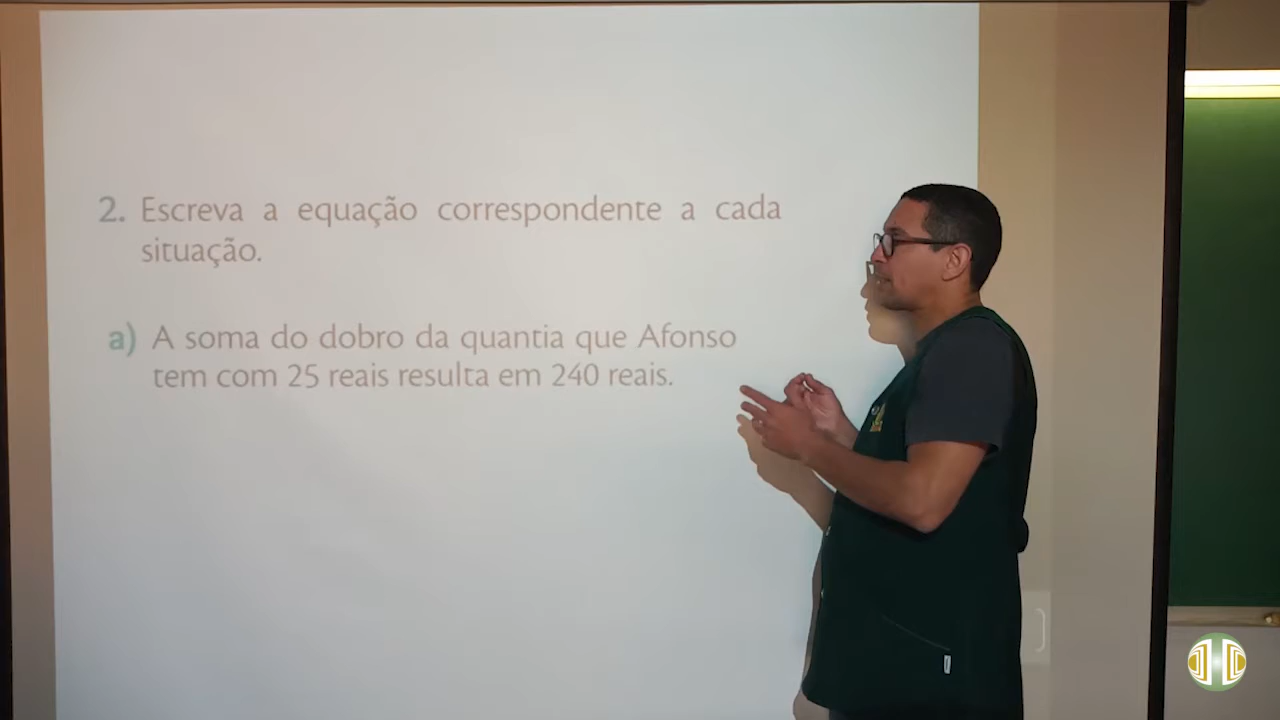 2. Escreva a equação correspondente a cada
situação.
a) A soma do dobro da quantia que Afonso
tem com 25 reais resulta em 240 reais.